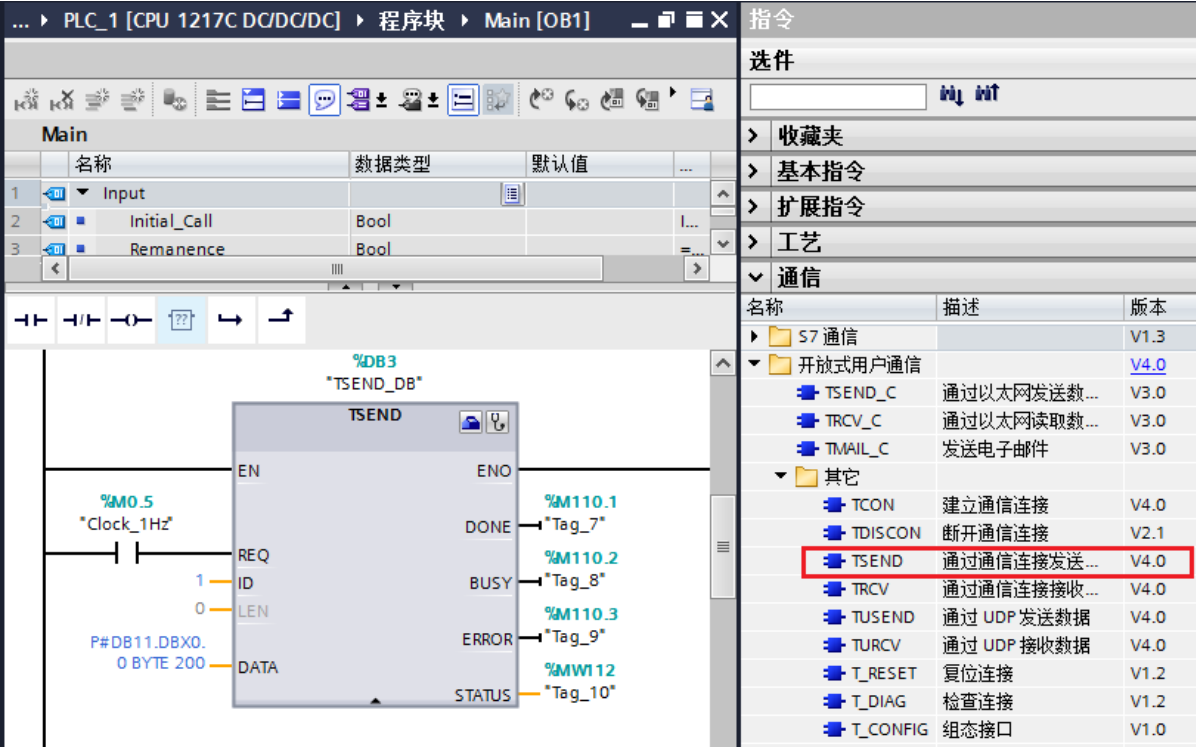 ... PLC_1 [CPU 1217C DC/DC/DC] 程序块 Main [OB1]
Main
名称 数据类型 默认值 ...
1 Input
2 Initial_Call Bool I...
3 Remanence Bool =...
??
%DB3
"TSEND_DB"
TSEND
EN ENO
%M0.5
"Clock_1Hz"
%M110.1
DONE "Tag_7"
REQ
%M110.2
1 ID BUSY "Tag_8"
0 LEN
%M110.3
ERROR "Tag_9"
P#DB11.DBX0.
0 BYTE 200 DATA
%MW112
STATUS "Tag_10"
指令
选件
收藏夹
基本指令
扩展指令
工艺
通信
名称 描述 版本
S7 通信 V1.3
开放式用户通信 V4.0
TSEND_C 通过以太网发送数... V3.0
TRCV_C 通过以太网读取数... V3.0
TMAIL_C 发送电子邮件 V3.0
其它
TCON 建立通信连接 V4.0
TDISCON 断开通信连接 V2.1
TSEND 通过通信连接发送... V4.0
TRCV 通过通信连接接收... V4.0
TUSEND 通过 UDP 发送数据 V4.0
TURCV 通过 UDP 接收数据 V4.0
T_RESET 复位连接 V1.2
T_DIAG 检查连接 V1.2
T_CONFIG 组态接口 V1.0